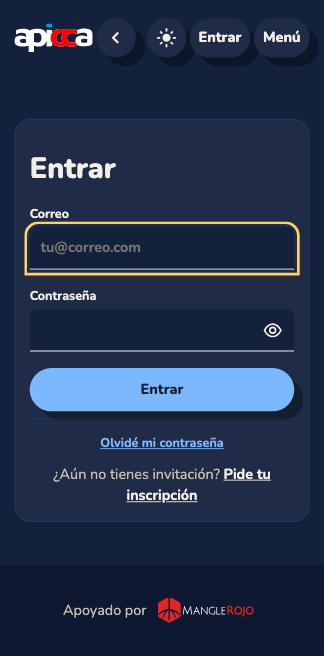 apicca
Entrar
Menú
Entrar
Correo
tu@correo.com
Contraseña
Entrar
Olvidé mi contraseña
¿Aún no tienes invitación? Pide tu
inscripción
Apoyado por MANGLEROJO